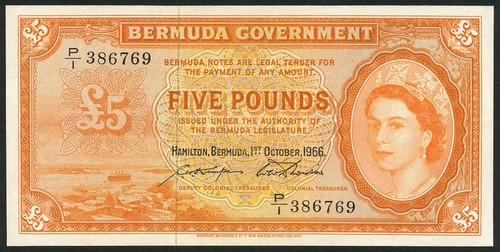 BERMUDA GOVERNMENT
P/1 386769
BERMUDA NOTES ARE LEGAL TENDER FOR
THE PAYMENT OF ANY AMOUNT.
£5
FIVE POUNDS
ISSUED UNDER THE AUTHORITY OF
THE BERMUDA LEGISLATURE.
HAMILTON, BERMUDA, 1ST OCTOBER, 1966.
DEPUTY COLONIAL TREASURER
COLONIAL TREASURER
P/1 386769
£5
£5
£5
£5